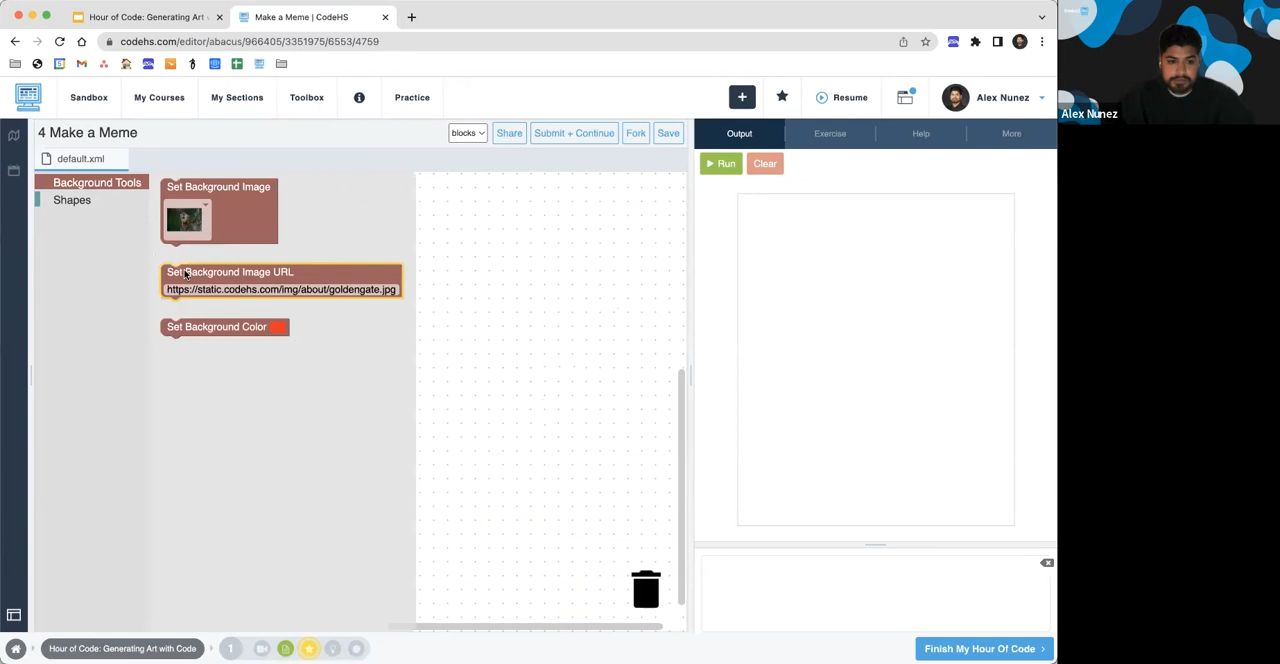 Hour of Code: Generating Art
Make a Meme | CodeHS
codehs.com/editor/abacus/966405/3351975/6553/4759
Sandbox
My Courses
My Sections
Toolbox
Practice
Resume
Alex Nunez
Alex Nunez
4 Make a Meme
blocks
Share
Submit + Continue
Fork
Save
default.xml
Output
Exercise
Help
More
Run
Clear
Background Tools
Shapes
Set Background Image
Set Background Image URL
https://static.codehs.com/img/about/goldengate.jpg
Set Background Color
Hour of Code: Generating Art with Code
1
Finish My Hour Of Code